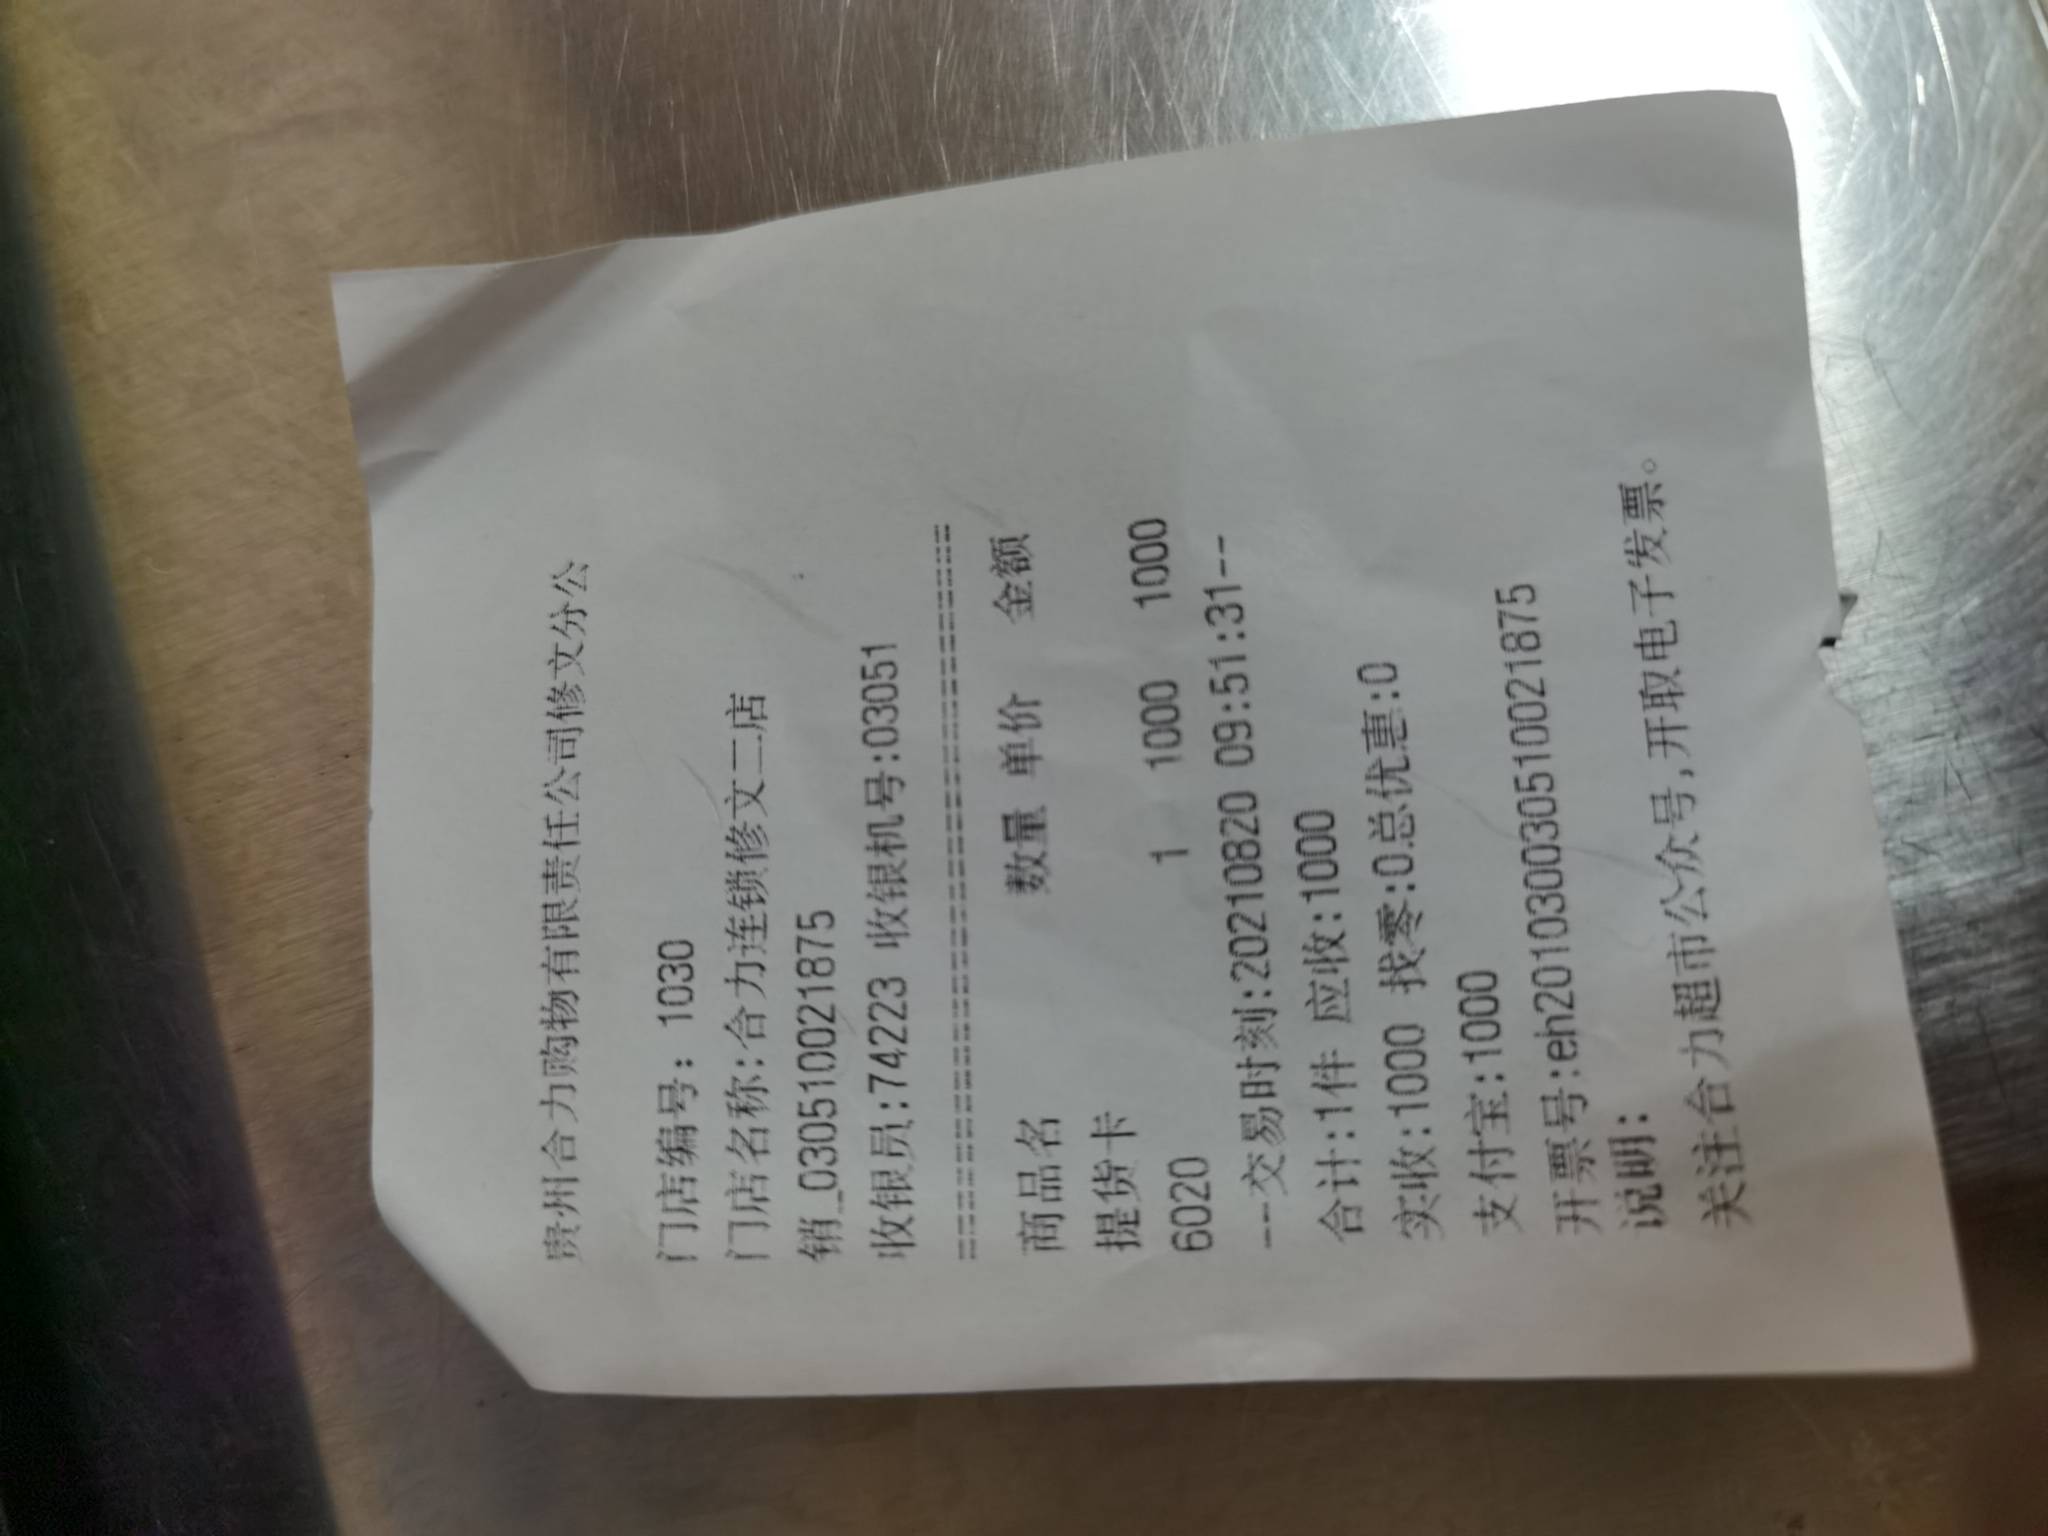 贵州合力购物有限责任公司修文分公
门店编号: 1030
门店名称:合力连锁修文二店
销_030510021875
收银员:74223 收银机号:03051
================================
商品名 数量 单价 金额
提货卡
6020 1 1000 1000
---交易时刻:20210820 09:51:31--
合计:1件 应收:1000
实收:1000 找零:0总优惠:0
支付宝:1000
开票号:eh2010300305100218​75
说明:
关注合力超市公众号,开取电子发票。